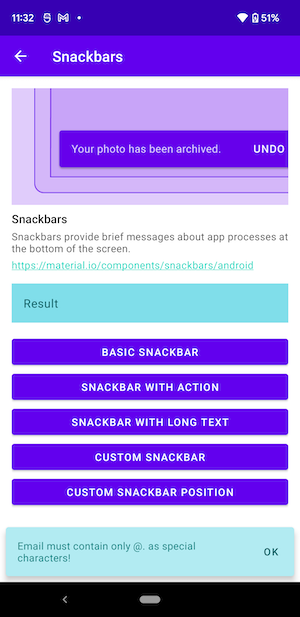 11:32
51%
Snackbars
Your photo has been archived.
UNDO
Snackbars
Snackbars provide brief messages about app processes at
the bottom of the screen.
https://material.io/components/snackbars/android
Result
BASIC SNACKBAR
SNACKBAR WITH ACTION
SNACKBAR WITH LONG TEXT
CUSTOM SNACKBAR
CUSTOM SNACKBAR POSITION
Email must contain only @. as special
characters!
OK